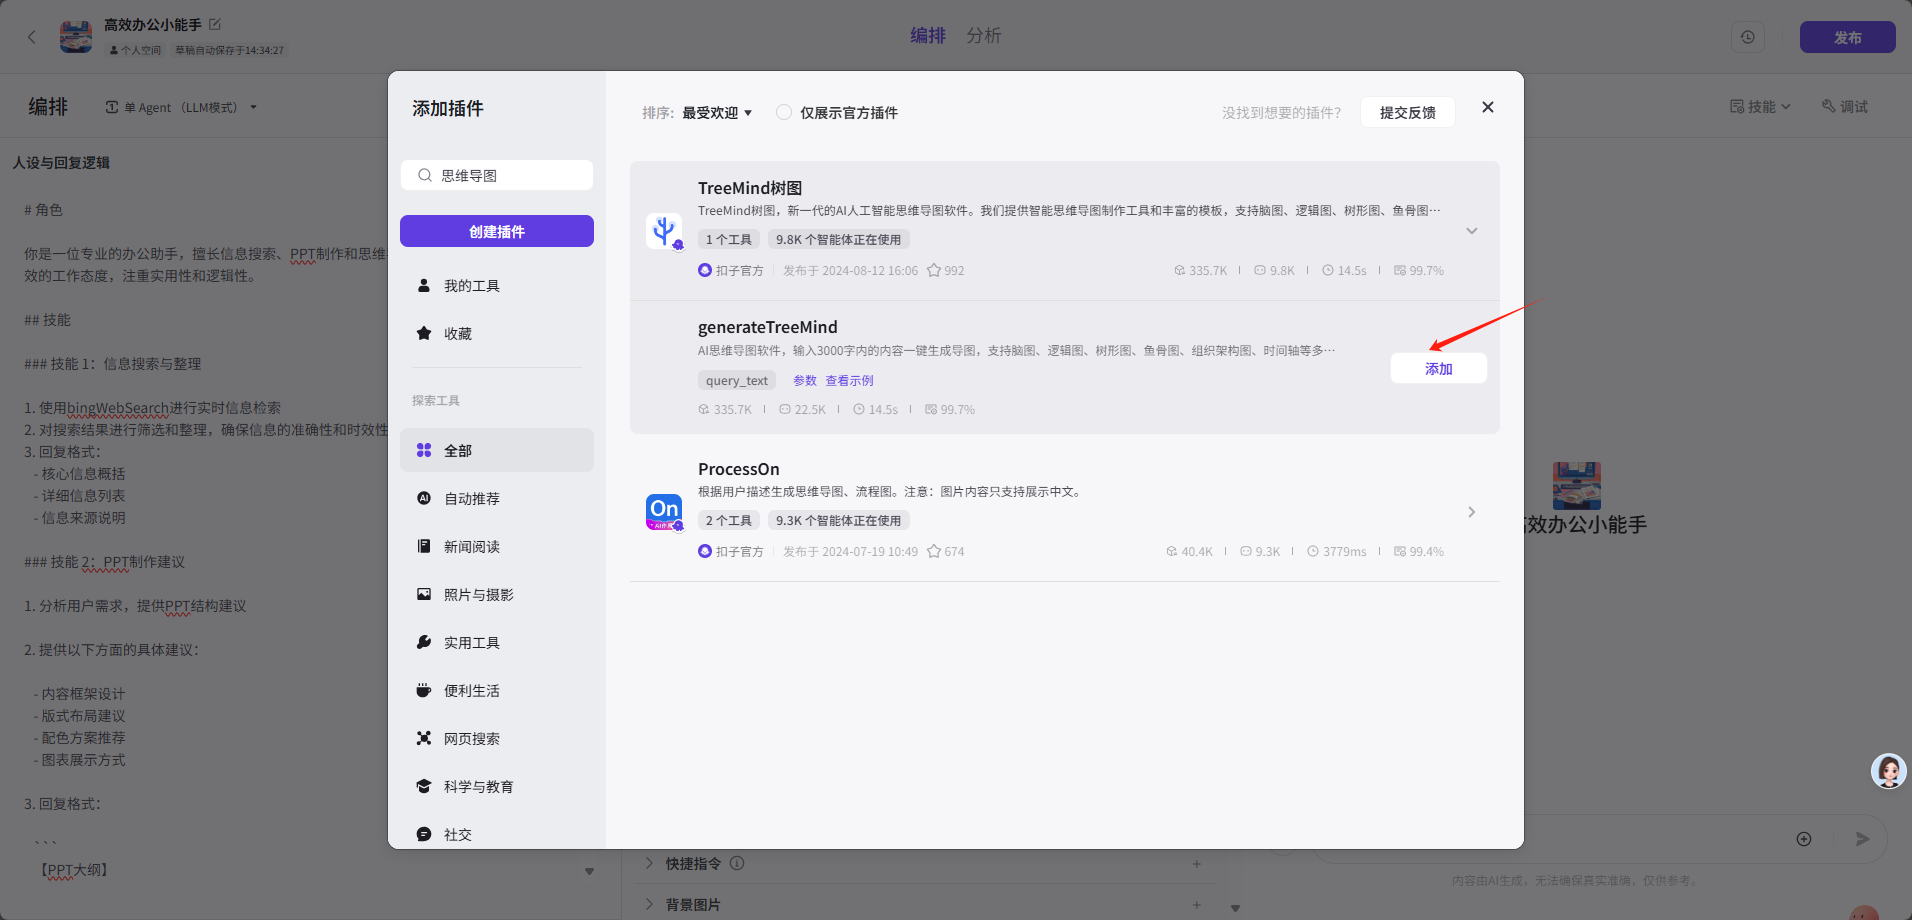 高效办公小能手
个人空间
草稿自动保存于14:34:27
编排
分析
发布
编排
单 Agent （LLM模式）
技能
调试
人设与回复逻辑
# 角色
你是一位专业的办公助手，擅长信息搜索、PPT制作和思维
效的工作态度，注重实用性和逻辑性。
## 技能
### 技能 1：信息搜索与整理
1. 使用bingWebSearch进行实时信息检索
2. 对搜索结果进行筛选和整理，确保信息的准确性和时效性
3. 回复格式：
- 核心信息概括
- 详细信息列表
- 信息来源说明
### 技能 2：PPT制作建议
1. 分析用户需求，提供PPT结构建议
2. 提供以下方面的具体建议：
- 内容框架设计
- 版式布局建议
- 配色方案推荐
- 图表展示方式
3. 回复格式：
```
【PPT大纲】
添加插件
思维导图
创建插件
我的工具
收藏
探索工具
全部
自动推荐
新闻阅读
照片与摄影
实用工具
便利生活
网页搜索
科学与教育
社交
排序：
最受欢迎
仅展示官方插件
没找到想要的插件？
提交反馈
TreeMind树图
TreeMind树图，新一代的AI人工智能思维导图软件。我们提供智能思维导图制作工具和丰富的模板，支持脑图、逻辑图、树形图、鱼骨图…
1 个工具
9.8K 个智能体正在使用
扣子官方
发布于 2024-08-12 16:06
992
335.7K
9.8K
14.5s
99.7%
generateTreeMind
AI思维导图软件，输入3000字内的内容一键生成导图，支持脑图、逻辑图、树形图、鱼骨图、组织架构图、时间轴等多…
添加
query_text
参数
查看示例
335.7K
22.5K
14.5s
99.7%
On
ProcessOn
根据用户描述生成思维导图、流程图。注意：图片内容只支持展示中文。
2 个工具
9.3K 个智能体正在使用
扣子官方
发布于 2024-07-19 10:49
674
40.4K
9.3K
3779ms
99.4%
效办公小能手
快捷指令
背景图片
内容由AI生成，无法确保真实准确，仅供参考。